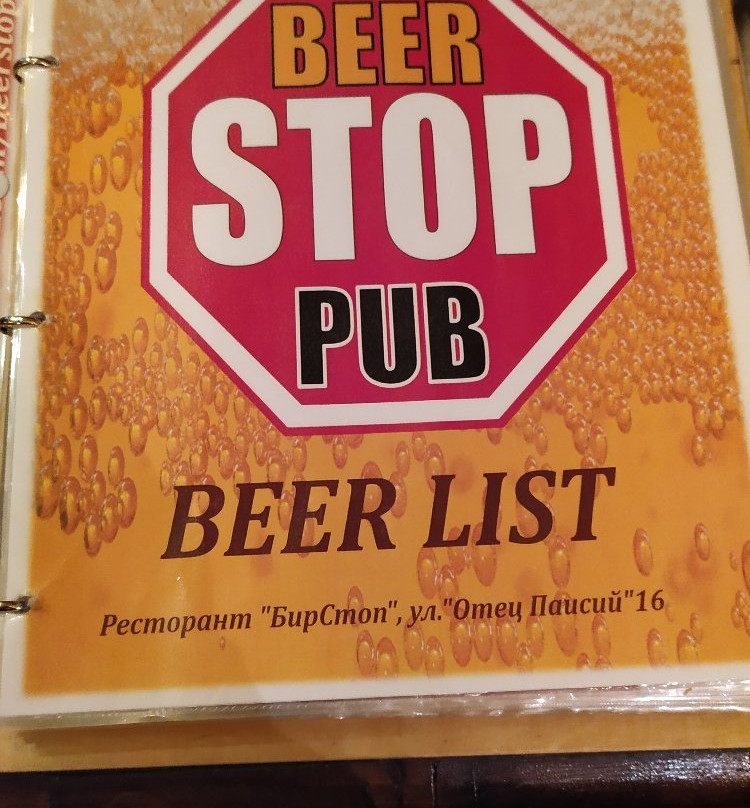 BEER
STOP
PUB
BEER LIST
Ресторант "БирСтоп", ул."Отец Паисий"16